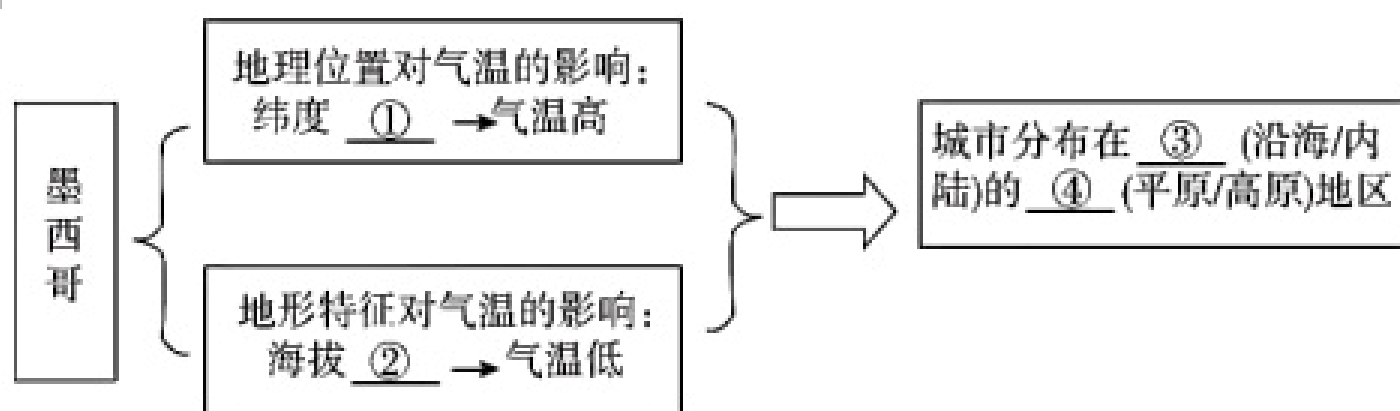 墨西哥
地理位置对气温的影响:
纬度 ① →气温高
地形特征对气温的影响:
海拔 ② →气温低
城市分布在 ③ (沿海/内
陆)的 ④ (平原/高原)地区